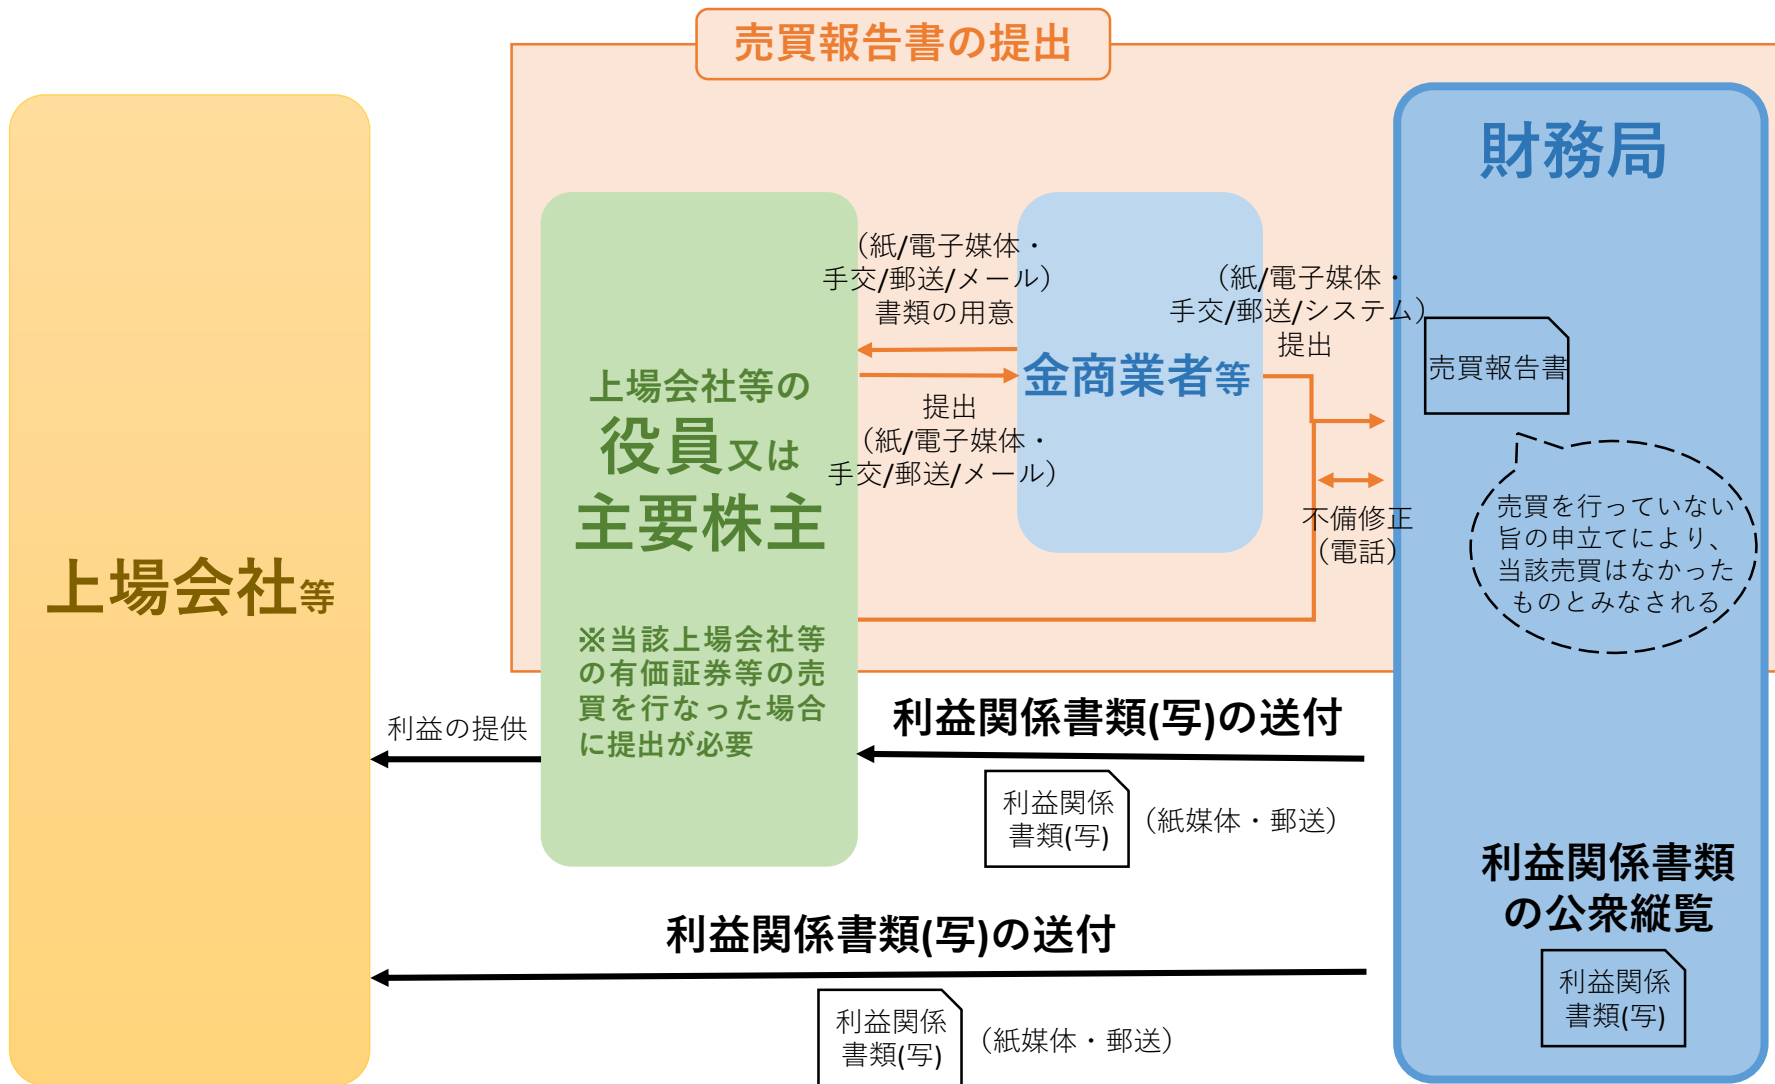 売買報告書の提出
財務局
（紙/電子媒体・
手交/郵送/メール）
書類の用意
（紙/電子媒体・
手交/郵送/システム）
提出
売買報告書
金商業者等
上場会社等の
役員又は
主要株主
提出
（紙/電子媒体・
手交/郵送/メール）
不備修正
（電話）
売買を行っていない
旨の申立てにより、
当該売買はなかった
ものとみなされる
上場会社等
※当該上場会社等
の有価証券等の売
買を行なった場合
に提出が必要
利益の提供
利益関係書類(写)の送付
利益関係
書類(写)
（紙媒体・郵送）
利益関係書類
の公衆縦覧
利益関係
書類(写)
利益関係書類(写)の送付
利益関係
書類(写)
（紙媒体・郵送）